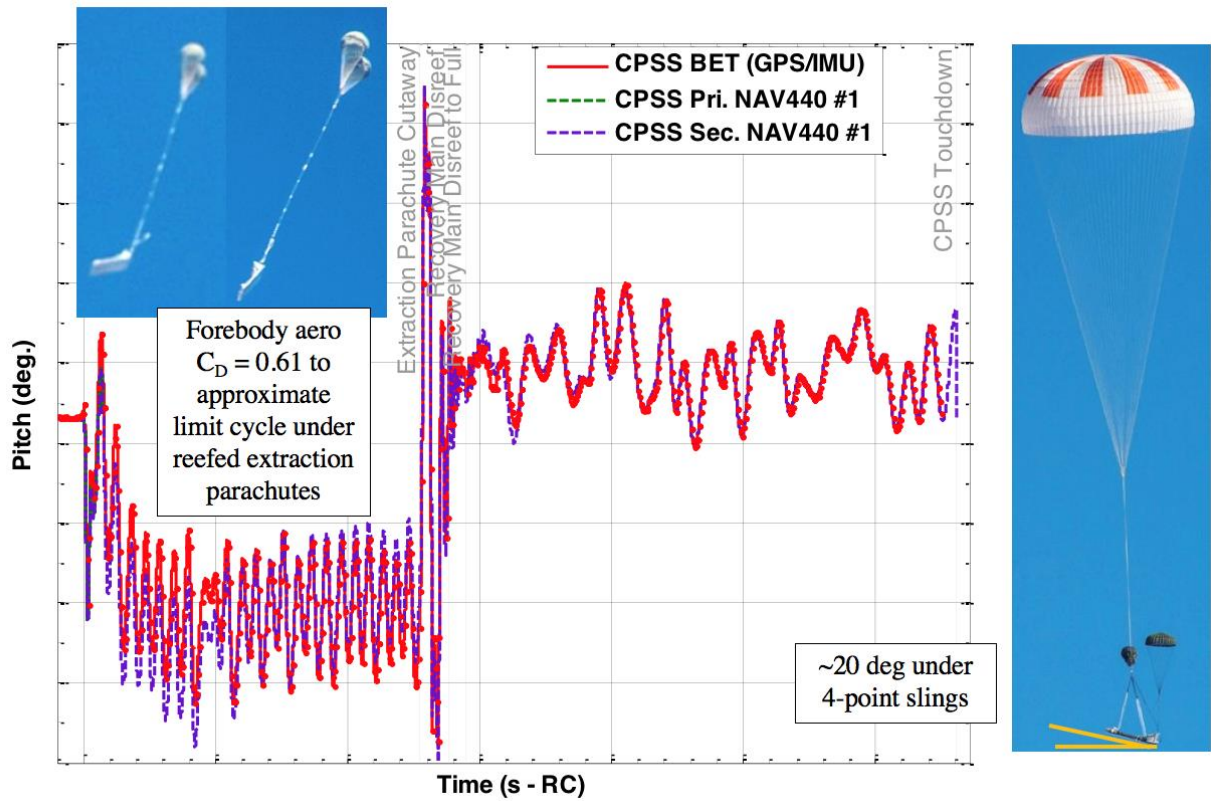 Extraction Parachute Cutaway
Recovery Main Disreef
Recovery Main Disreef to Full
CPSS BET (GPS/IMU)
CPSS Pri. NAV440 #1
CPSS Sec. NAV440 #1
CPSS Touchdown
Forebody aero
C_D = 0.61 to
approximate
limit cycle under
reefed extraction
parachutes
Pitch (deg.)
~20 deg under
4-point slings
Time (s - RC)